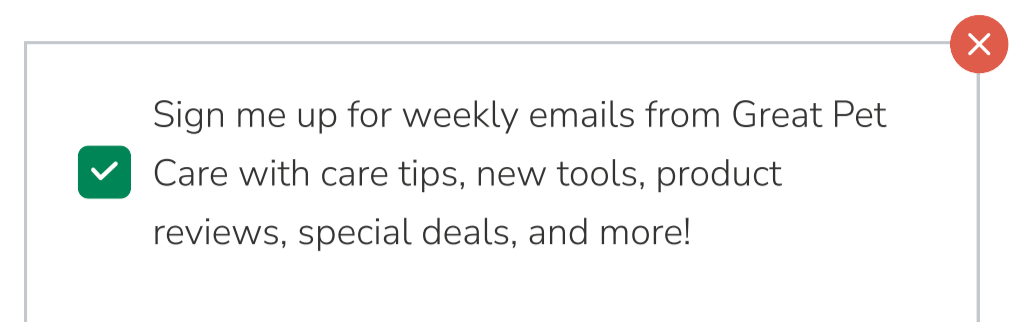 Sign me up for weekly emails from Great Pet
Care with care tips, new tools, product
reviews, special deals, and more!